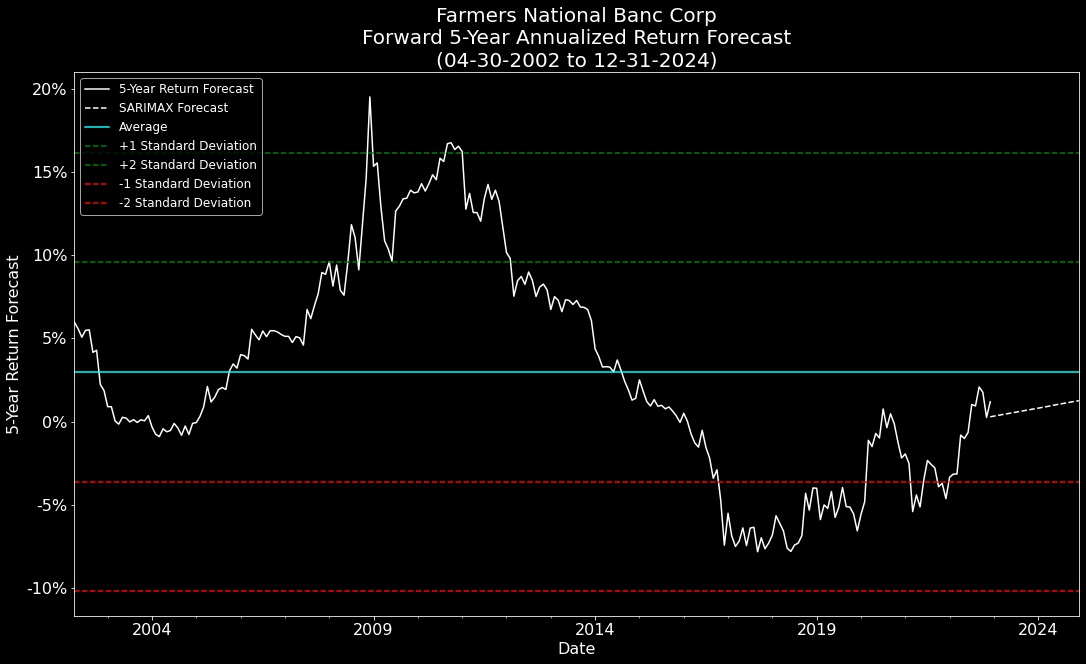 Farmers National Banc Corp
Forward 5-Year Annualized Return Forecast
(04-30-2002 to 12-31-2024)
5-Year Return Forecast
SARIMAX Forecast
Average
+1 Standard Deviation
+2 Standard Deviation
-1 Standard Deviation
-2 Standard Deviation
20%
15%
10%
5%
0%
-5%
-10%
5-Year Return Forecast
2004
2009
2014
2019
2024
Date